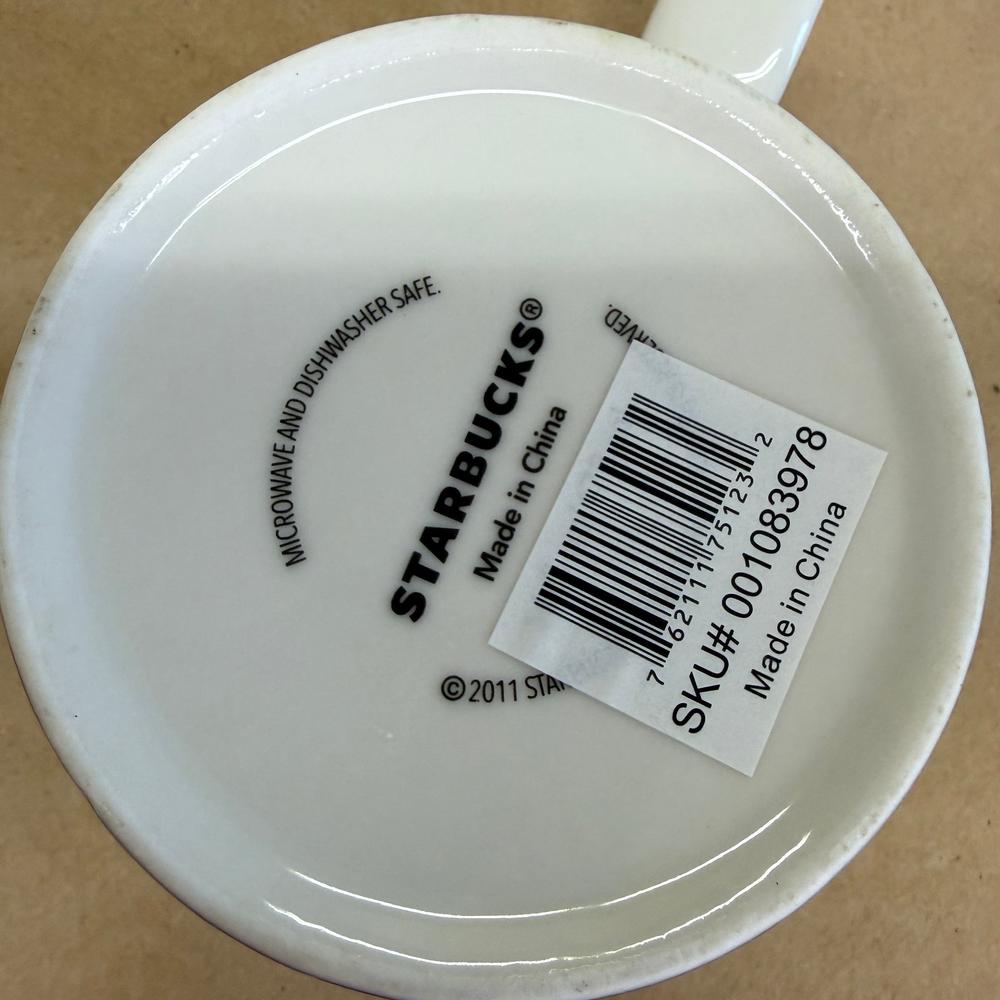 MICROWAVE AND DISHWASHER SAFE.
STARBUCKS®
Made in China
© 2011
7 62111 75123 2
SKU# 001083978
Made in China